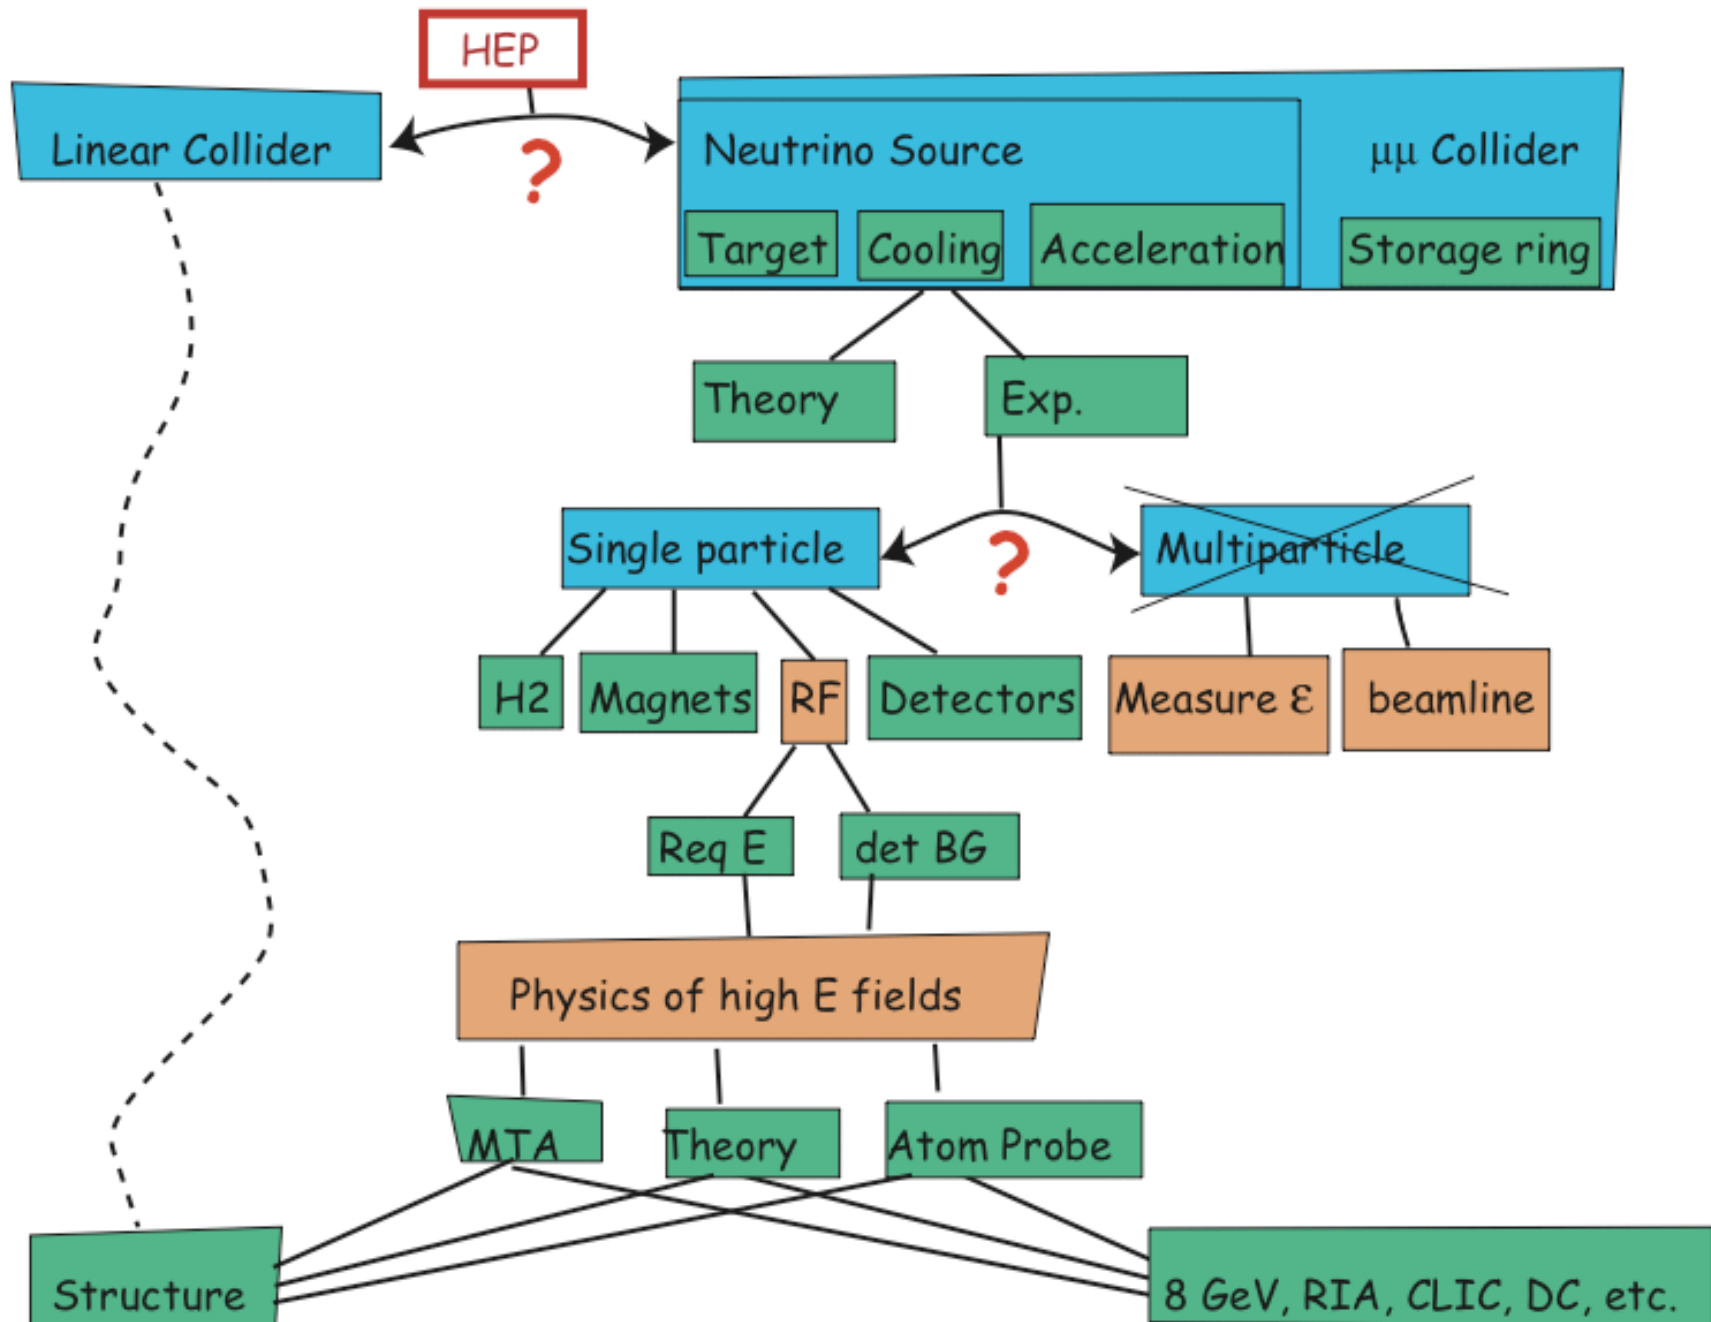 HEP
Linear Collider
?
Neutrino Source
μμ Collider
Target
Cooling
Acceleration
Storage ring
Theory
Exp.
Single particle
?
Multiparticle
H2
Magnets
RF
Detectors
Measure ε
beamline
Req E
det BG
Physics of high E fields
MTA
Theory
Atom Probe
Structure
8 GeV, RIA, CLIC, DC, etc.